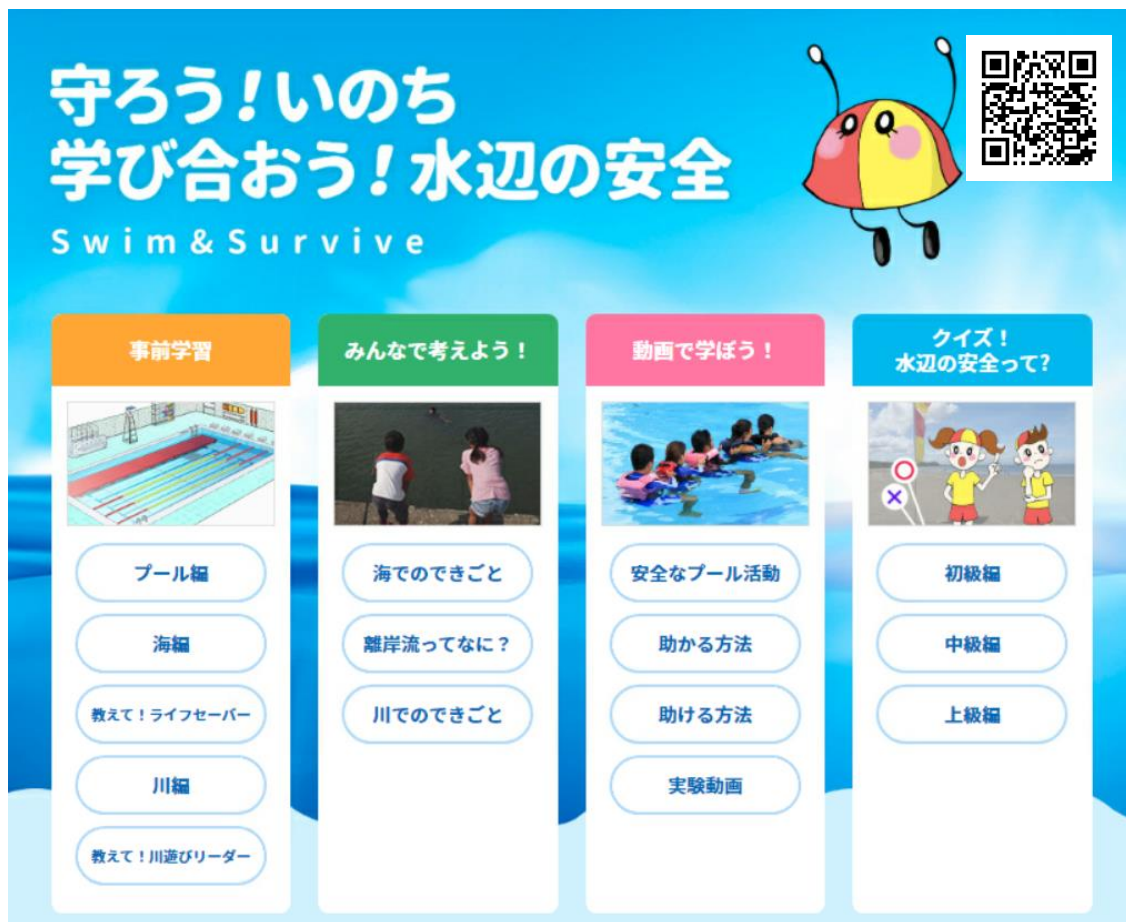 守ろう!いのち
学び合おう!水辺の安全
Swim&Survive
事前学習
プール編
海編
教えて!ライフセーバー
川編
教えて!川遊びリーダー
みんなで考えよう!
海でのできごと
離岸流ってなに?
川でのできごと
動画で学ぼう!
安全なプール活動
助かる方法
助ける方法
実験動画
クイズ!
水辺の安全って?
初級編
中級編
上級編